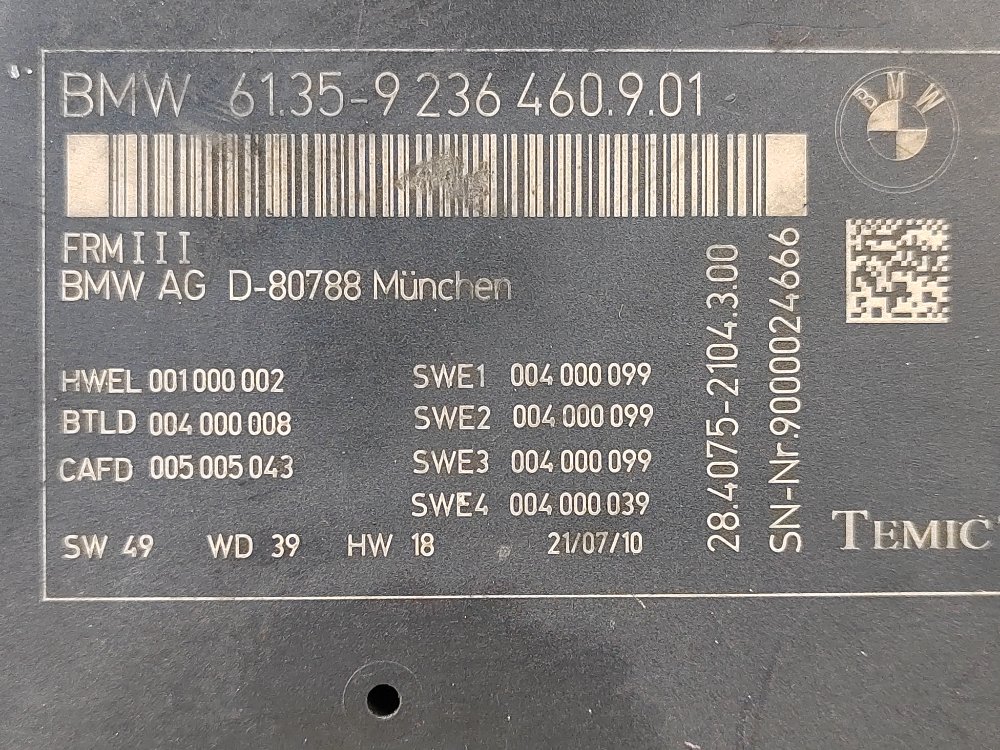 BMW 61.35-9 236 460.9.01
BMW
FRM III
BMW AG D-80788 München
HWEL 001 000 002
BTLD 004 000 008
CAFD 005 005 043
SWE1 004 000 099
SWE2 004 000 099
SWE3 004 000 099
SWE4 004 000 039
SW 49 WD 39 HW 18 21/07/10
28.4075-2104.3.00
SN-Nr.9000024666
TEMIC